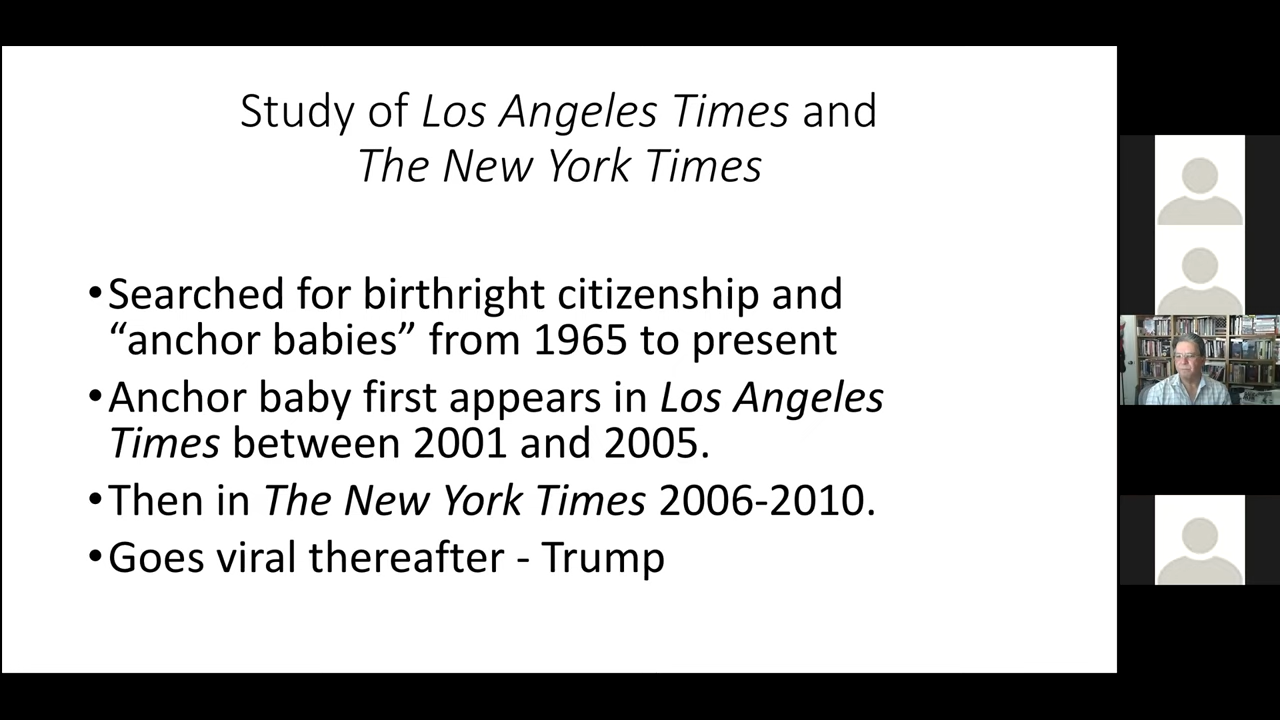 Study of Los Angeles Times and
The New York Times
•Searched for birthright citizenship and
“anchor babies” from 1965 to present
•Anchor baby first appears in Los Angeles
Times between 2001 and 2005.
•Then in The New York Times 2006-2010.
•Goes viral thereafter - Trump